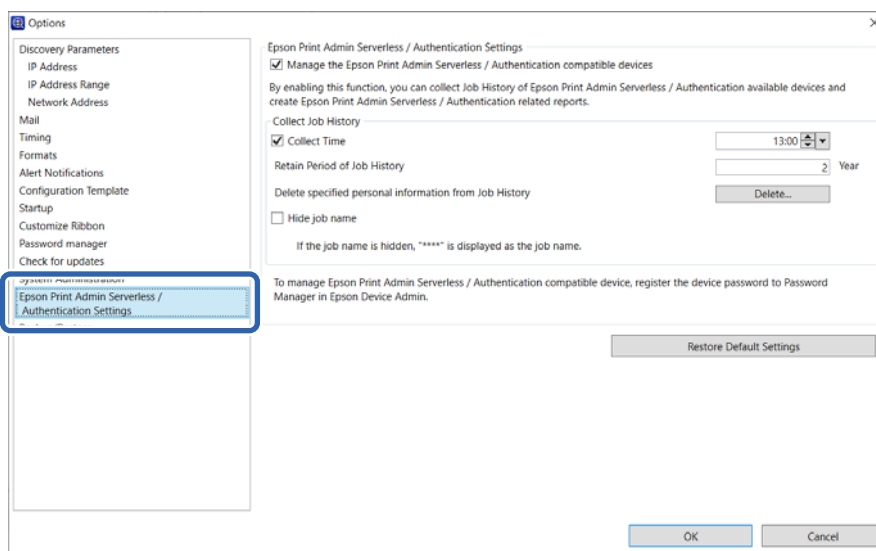 Options
Discovery Parameters
IP Address
IP Address Range
Network Address
Mail
Timing
Formats
Alert Notifications
Configuration Template
Startup
Customize Ribbon
Password manager
Check for updates
System Administration
Epson Print Admin Serverless /
Authentication Settings
Epson Print Admin Serverless / Authentication Settings
Manage the Epson Print Admin Serverless / Authentication compatible devices
By enabling this function, you can collect Job History of Epson Print Admin Serverless / Authentication available devices and
create Epson Print Admin Serverless / Authentication related reports.
Collect Job History
Collect Time
13:00
Retain Period of Job History
2 Year
Delete specified personal information from Job History
Delete...
Hide job name
If the job name is hidden, "****" is displayed as the job name.
To manage Epson Print Admin Serverless / Authentication compatible device, register the device password to Password
Manager in Epson Device Admin.
Restore Default Settings
OK
Cancel